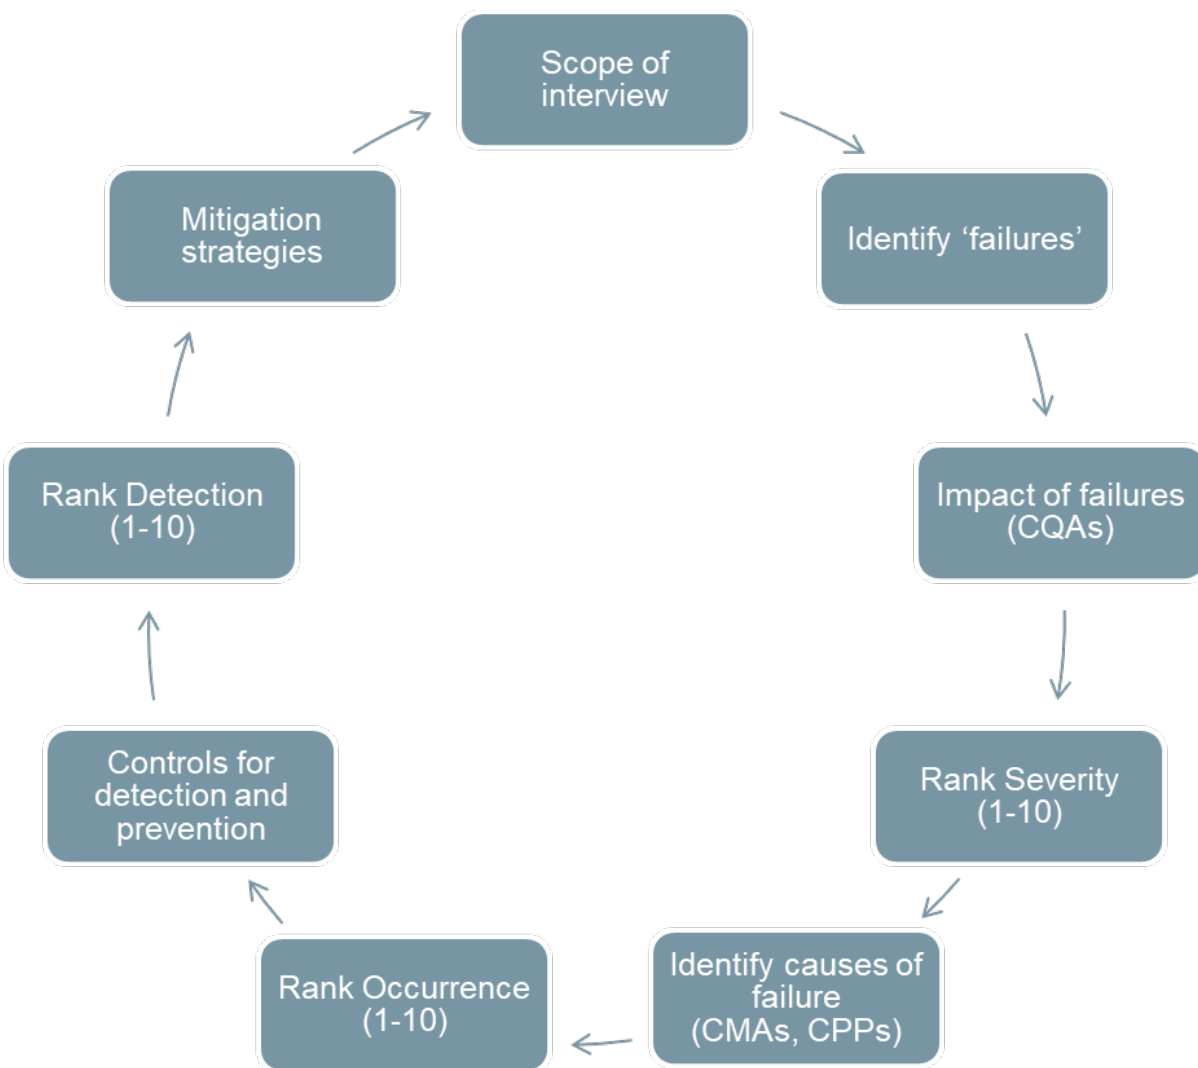 Scope of
interview
Identify ‘failures’
Impact of failures
(CQAs)
Rank Severity
(1-10)
Identify causes of
failure
(CMAs, CPPs)
Rank Occurrence
(1-10)
Controls for
detection and
prevention
Rank Detection
(1-10)
Mitigation
strategies